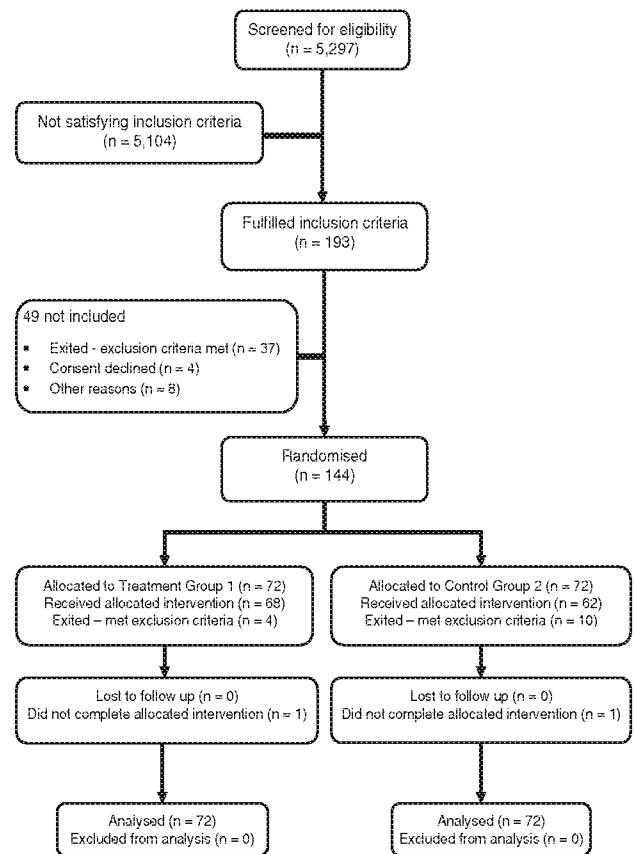 Screened for eligibility
(n = 5,297)
Not satisfying inclusion criteria
(n = 5,104)
Fulfilled inclusion criteria
(n = 193)
49 not included
* Exited - exclusion criteria met (n = 37)
* Consent declined (n = 4)
* Other reasons (n = 8)
Randomised
(n = 144)
Allocated to Treatment Group 1 (n = 72)
Received allocated intervention (n = 68)
Exited – met exclusion criteria (n = 4)
Allocated to Control Group 2 (n = 72)
Received allocated intervention (n = 62)
Exited – met exclusion criteria (n = 10)
Lost to follow up (n = 0)
Did not complete allocated intervention (n = 1)
Lost to follow up (n = 0)
Did not complete allocated intervention (n = 1)
Analysed (n = 72)
Excluded from analysis (n = 0)
Analysed (n = 72)
Excluded from analysis (n = 0)